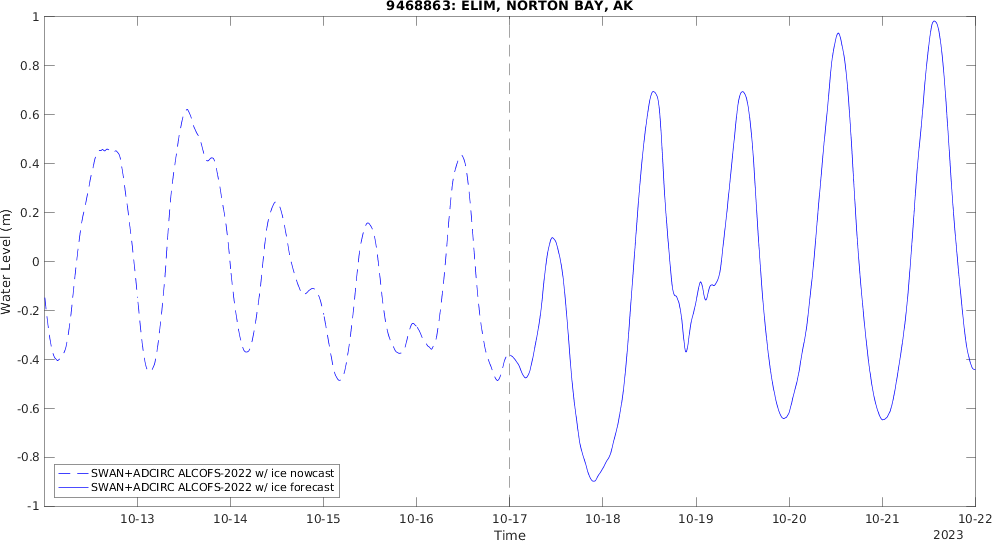 9468863: ELIM, NORTON BAY, AK
Water Level (m)
1
0.8
0.6
0.4
0.2
0
-0.2
-0.4
-0.6
-0.8
-1
SWAN+ADCIRC ALCOFS-2022 w/ ice nowcast
SWAN+ADCIRC ALCOFS-2022 w/ ice forecast
10-13 10-14 10-15 10-16 10-17 10-18 10-19 10-20 10-21 10-22
Time
2023